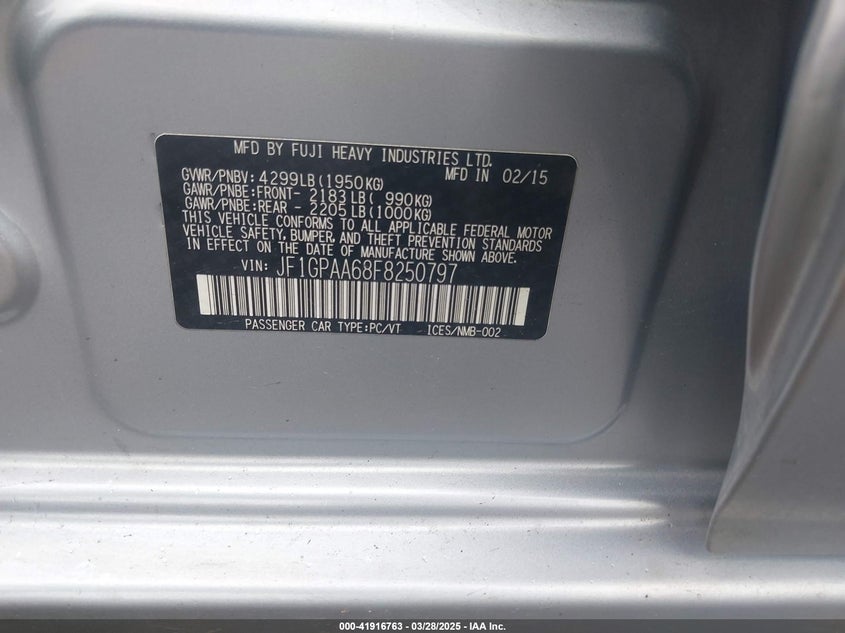 MFD BY FUJI HEAVY INDUSTRIES LTD.
GVWR/PNBV: 4299LB(1950KG) MFD IN 02/15
GAWR/PNBE:FRONT- 2183LB( 990KG)
GAWR/PNBE:REAR - 2205LB(1000KG)
THIS VEHICLE CONFORMS TO ALL APPLICABLE FEDERAL MOTOR
VEHICLE SAFETY, BUMPER, AND THEFT PREVENTION STANDARDS
IN EFFECT ON THE DATE OF MANUFACTURE SHOWN ABOVE.
VIN: JF1GPAA68F8250797
PASSENGER CAR TYPE:PC/VT ICES/NMB-002
000-41916763 - 03/28/2025 - IAA Inc.